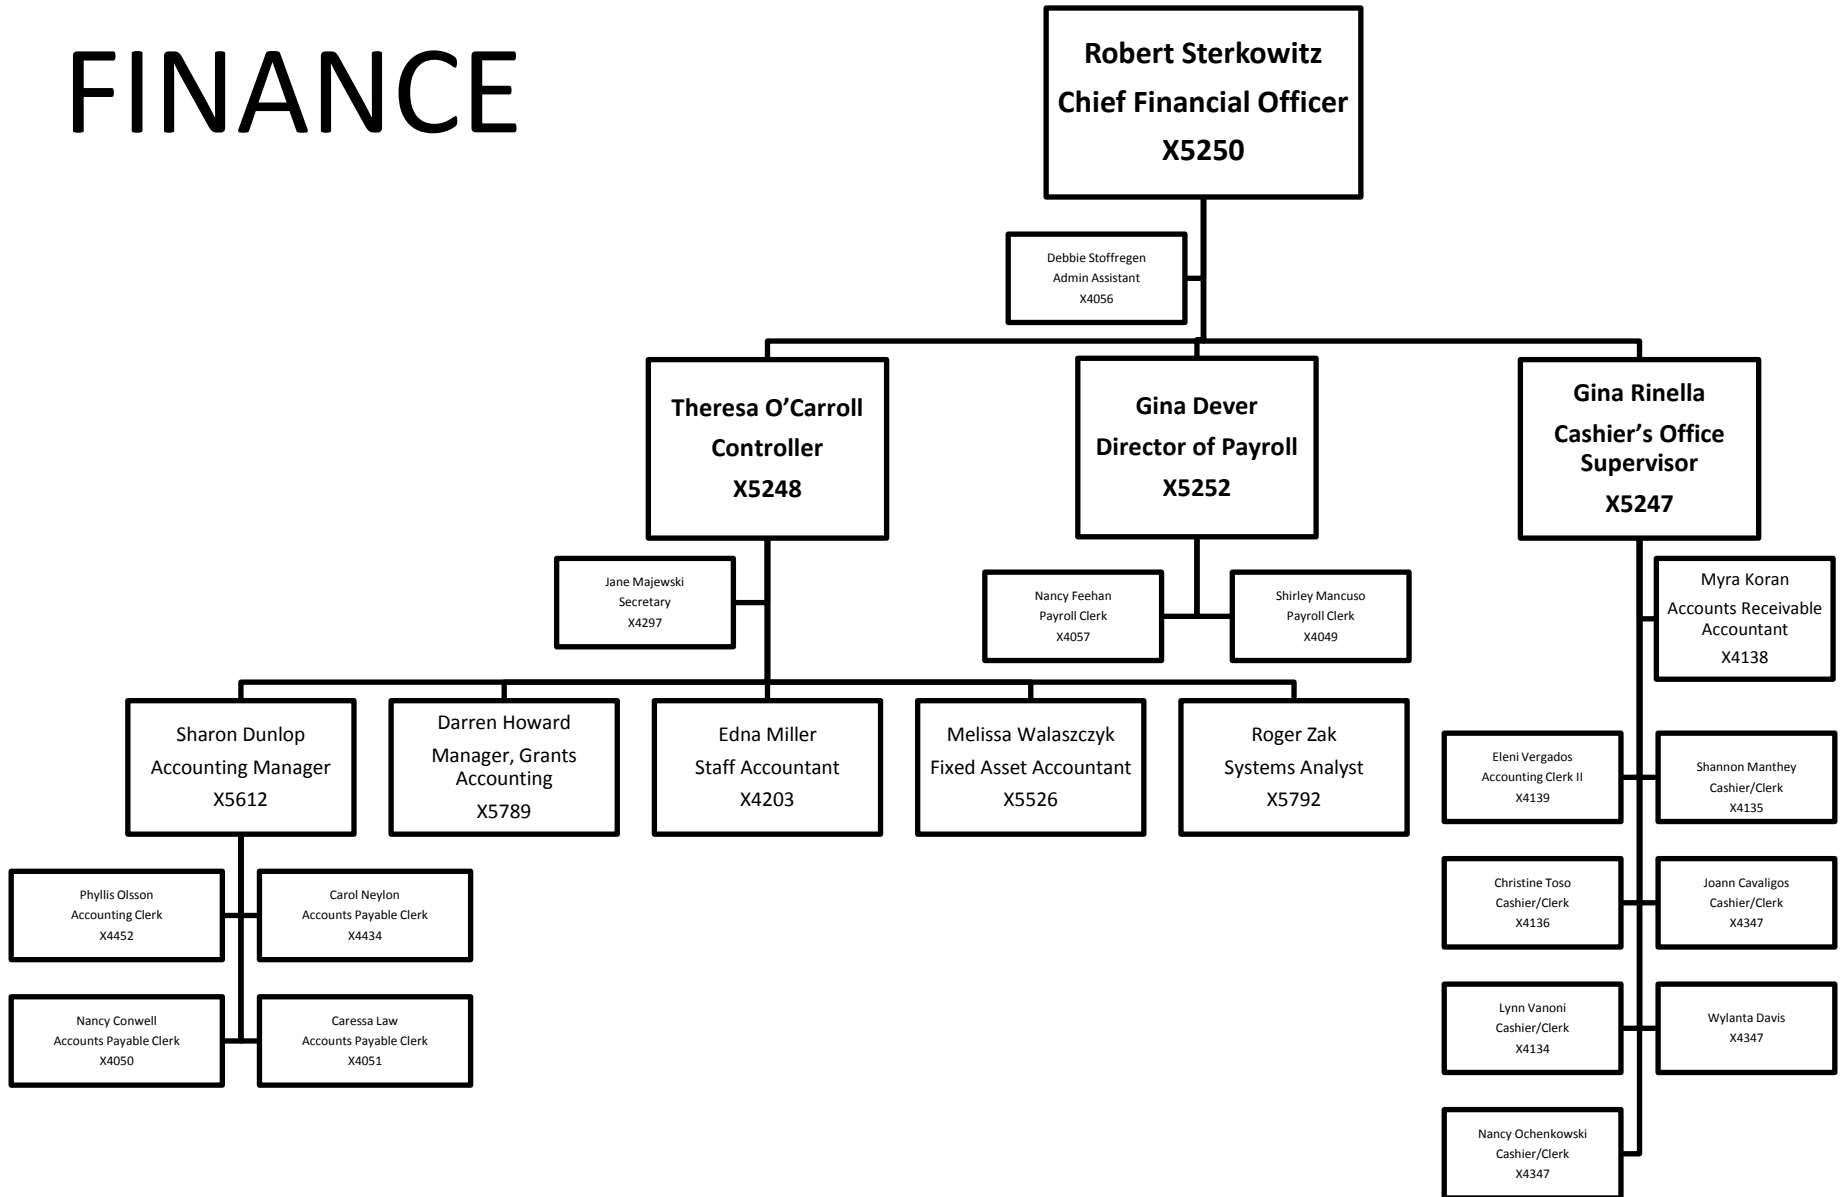 FINANCE
Robert Sterkowitz
Chief Financial Officer
X5250
Debbie Stoffregen
Admin Assistant
X4056
Theresa O’Carroll
Controller
X5248
Gina Dever
Director of Payroll
X5252
Gina Rinella
Cashier’s Office
Supervisor
X5247
Jane Majewski
Secretary
X4297
Nancy Feehan
Payroll Clerk
X4057
Shirley Mancuso
Payroll Clerk
X4049
Myra Koran
Accounts Receivable
Accountant
X4138
Sharon Dunlop
Accounting Manager
X5612
Darren Howard
Manager, Grants
Accounting
X5789
Edna Miller
Staff Accountant
X4203
Melissa Walaszczyk
Fixed Asset Accountant
X5526
Roger Zak
Systems Analyst
X5792
Eleni Vergados
Accounting Clerk II
X4139
Shannon Manthey
Cashier/Clerk
X4135
Phyllis Olsson
Accounting Clerk
X4452
Carol Neylon
Accounts Payable Clerk
X4434
Christine Toso
Cashier/Clerk
X4136
Joann Cavaligos
Cashier/Clerk
X4347
Nancy Conwell
Accounts Payable Clerk
X4050
Caressa Law
Accounts Payable Clerk
X4051
Lynn Vanoni
Cashier/Clerk
X4134
Wylanta Davis
X4347
Nancy Ochenkowski
Cashier/Clerk
X4347